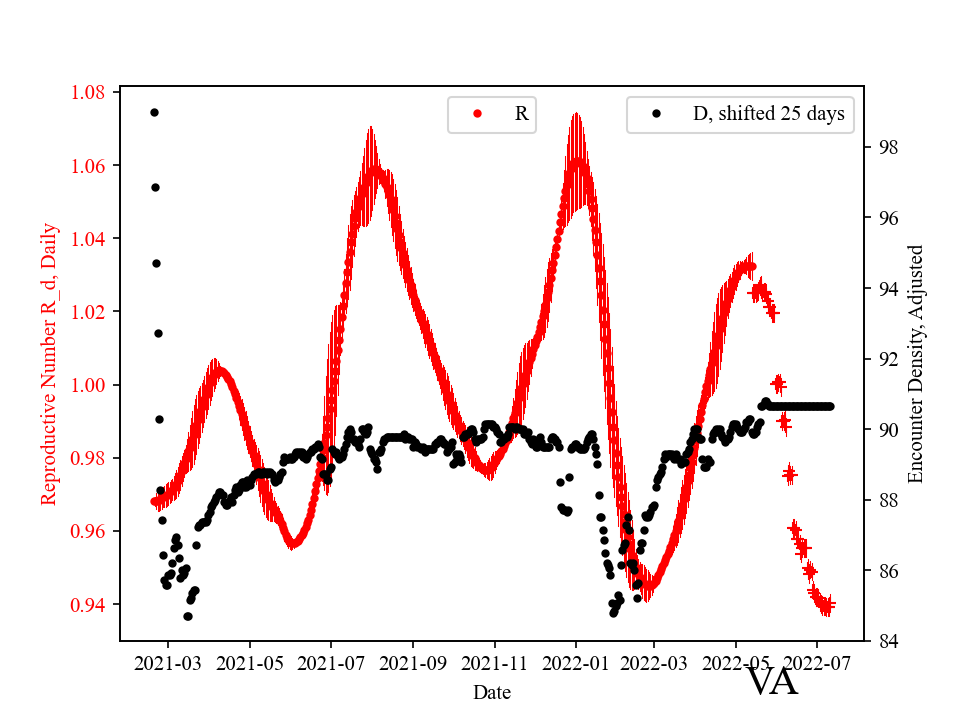 R
D, shifted 25 days
1.08
1.06
1.04
1.02
1.00
0.98
0.96
0.94
Reproductive Number R_d, Daily
98
96
94
92
90
88
86
84
Encounter Density, Adjusted
2021-03 2021-05 2021-07 2021-09 2021-11 2022-01 2022-03 2022-05 2022-07
Date
VA